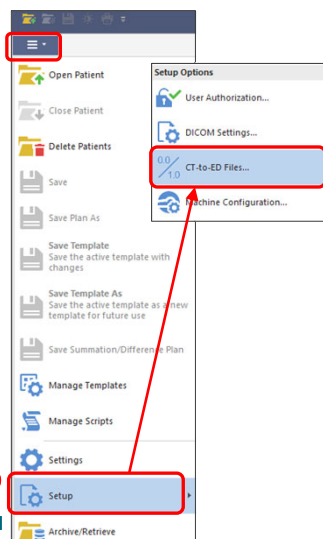 Open Patient
Close Patient
Delete Patients
Save
Save Plan As
Save Template
Save the active template with
changes
Save Template As
Save the active template as a new
template for future use
Save Summation/Difference Plan
Manage Templates
Manage Scripts
Settings
Setup
Archive/Retrieve
Setup Options
User Authorization...
DICOM Settings...
0.0/1.0
CT-to-ED Files...
Machine Configuration...